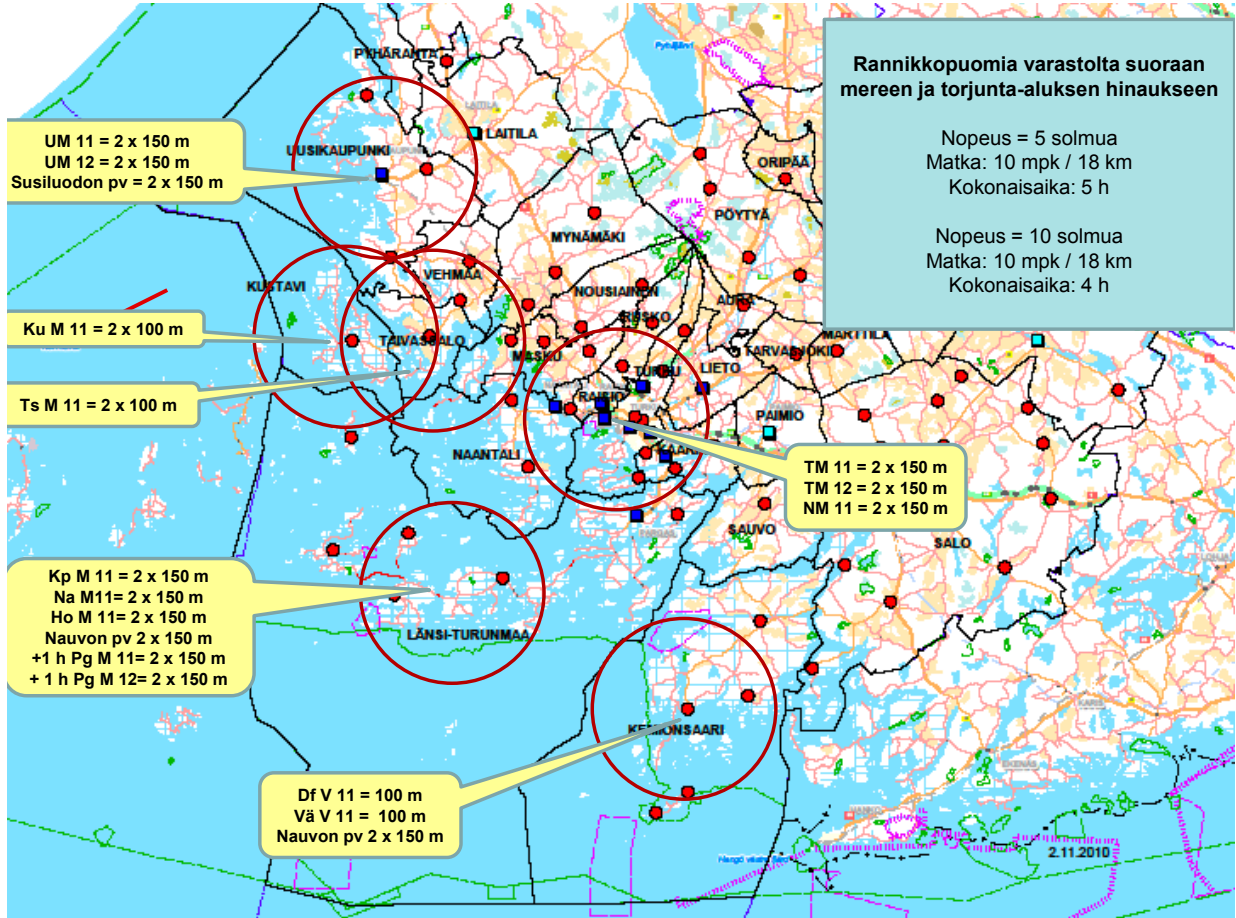 Rannikkopuomia varastolta suoraan
mereen ja torjunta-aluksen hinaukseen
Nopeus = 5 solmua
Matka: 10 mpk / 18 km
Kokonaisaika: 5 h
Nopeus = 10 solmua
Matka: 10 mpk / 18 km
Kokonaisaika: 4 h
PYHÄRANTA
Pyhäjärvi
LAITILA
LAITILA
UM 11 = 2 x 150 m
UM 12 = 2 x 150 m
Susiluodon pv = 2 x 150 m
UUSIKAUPUNKI
ORIPÄÄ
PÖYTYÄ
MYNÄMÄKI
VEHMAA
KUSTAVI
NOUSIAINEN
AURA
RUSKO
Ku M 11 = 2 x 100 m
TAIVASSALO
MASKU
MARTTILA
TARVASJOKI
LIETO
TURKU
RAISIO
Ts M 11 = 2 x 100 m
PAIMIO
KAARI
NAANTALI
TM 11 = 2 x 150 m
TM 12 = 2 x 150 m
NM 11 = 2 x 150 m
SAUVO
SALO
Kp M 11 = 2 x 150 m
Na M11= 2 x 150 m
Ho M 11= 2 x 150 m
Nauvon pv 2 x 150 m
+1 h Pg M 11= 2 x 150 m
+ 1 h Pg M 12= 2 x 150 m
LÄNSI-TURUNMAA
KEMIÖNSAARI
KARIS
EKENÄS
Df V 11 = 100 m
Vä V 11 = 100 m
Nauvon pv 2 x 150 m
2.11.2010